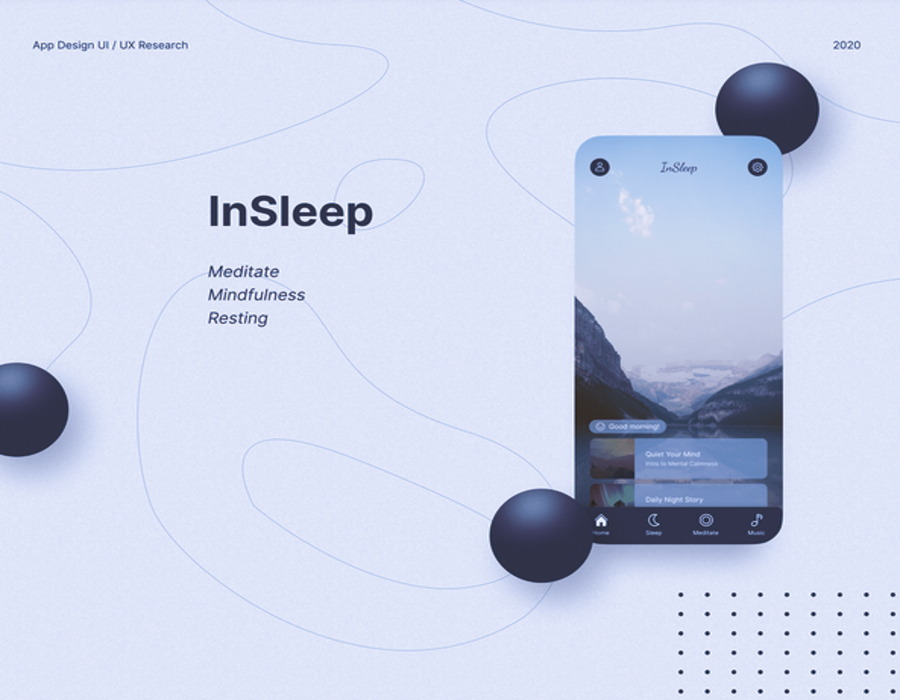 App Design UI / UX Research
2020
InSleep
Meditate
Mindfulness
Resting
InSleep
Good morning!
Quiet Your Mind
Intro to Mental Calmness
Daily Night Story
Home
Sleep
Meditate
Music